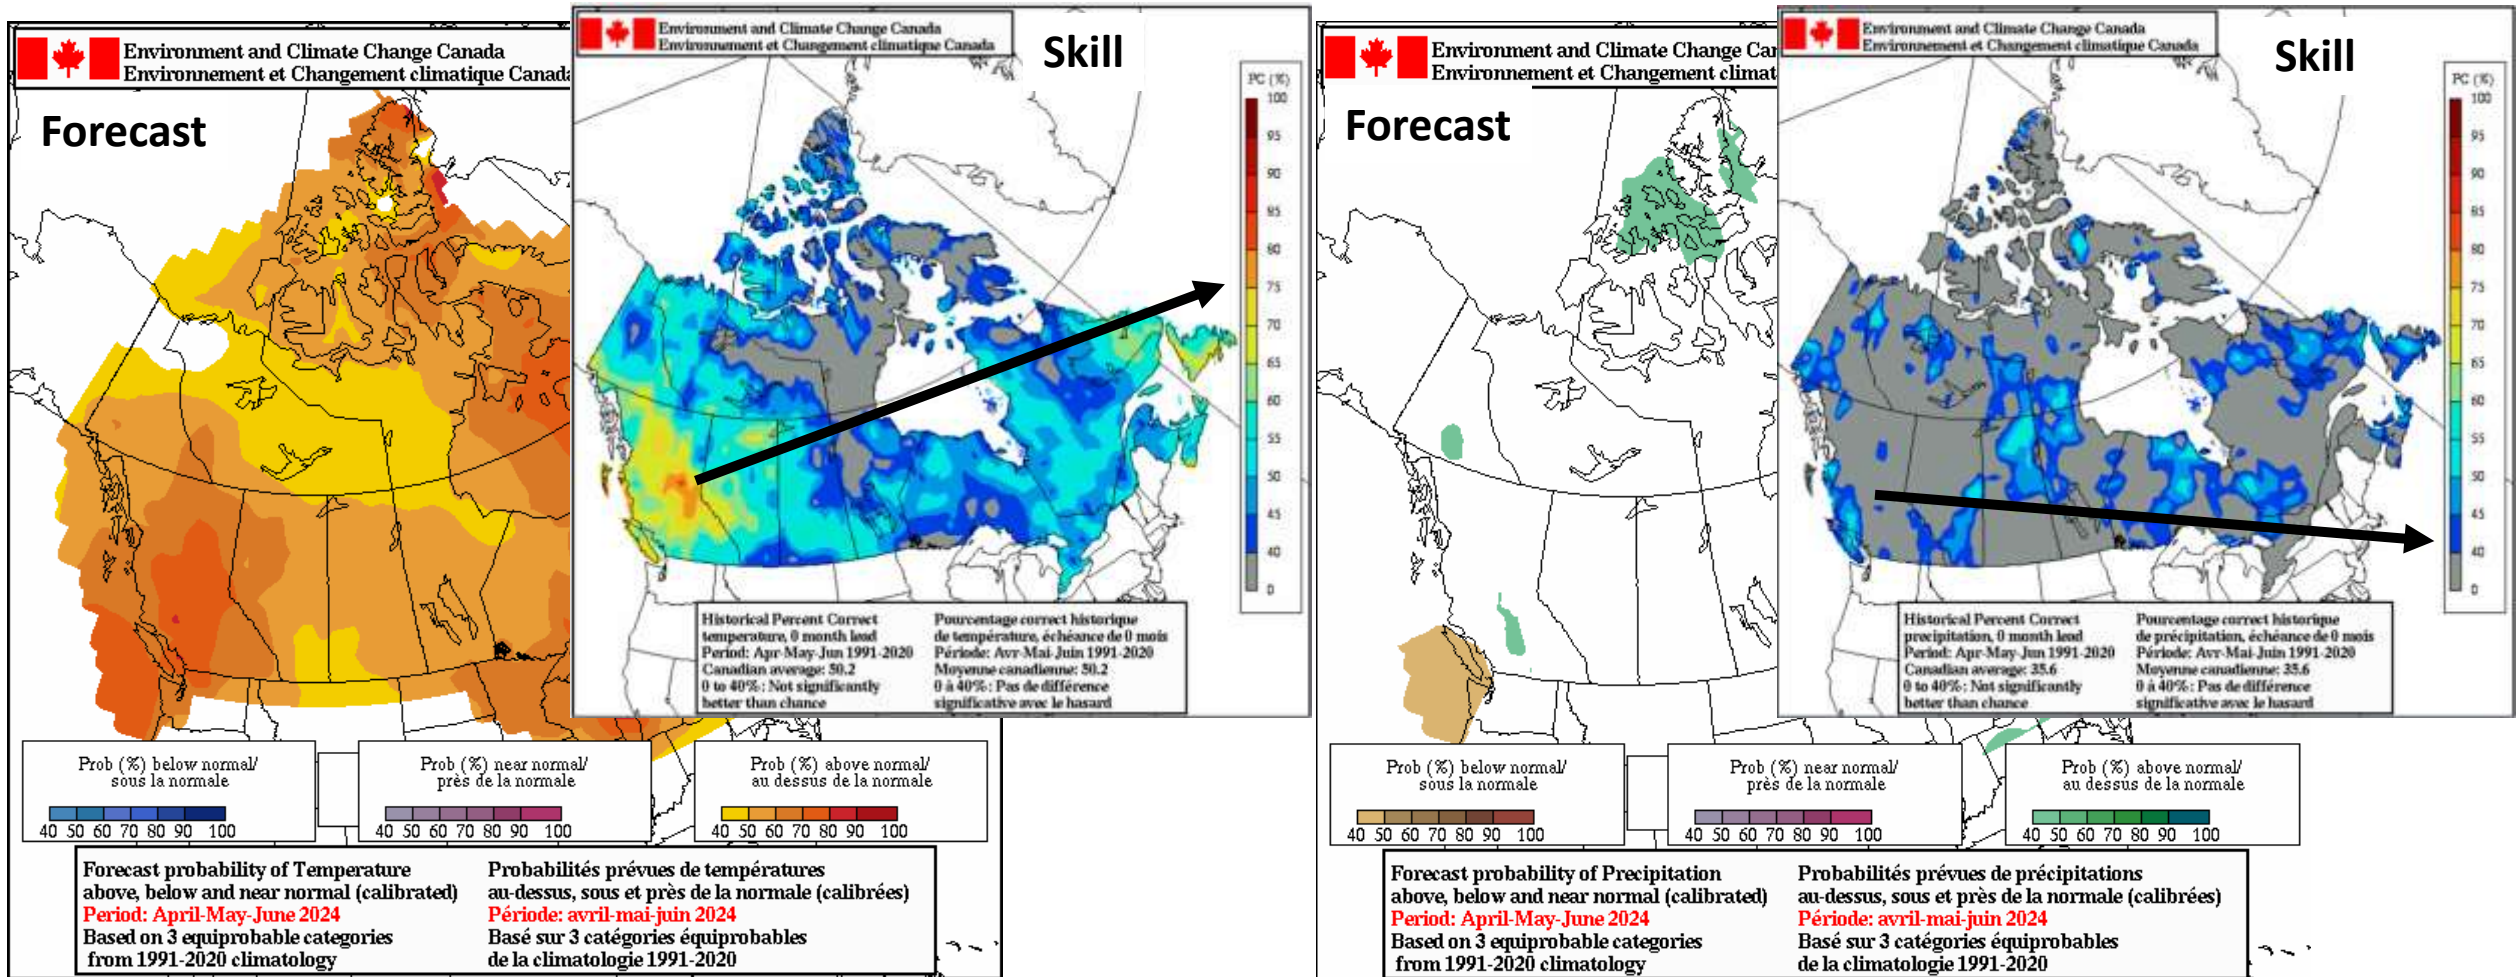 Environment and Climate Change Canada
Environnement et Changement climatique Canada
Forecast
Environment and Climate Change Canada
Environnement et Changement climatique Canada
Skill
PC (%)
100
95
90
85
80
75
70
65
60
55
50
45
40
0
Historical Percent Correct
temperature, 0 month lead
Period: Apr-May-Jun 1991-2020
Canadian average: 50.2
0 to 40%: Not significantly
better than chance
Pourcentage correct historique
de température, échéance de 0 mois
Période: Avr-Mai-Juin 1991-2020
Moyenne canadienne: 50.2
0 à 40%: Pas de différence
significative avec le hasard
Prob (%) below normal/
sous la normale
40 50 60 70 80 90 100
Prob (%) near normal/
près de la normale
40 50 60 70 80 90 100
Prob (%) above normal/
au dessus de la normale
40 50 60 70 80 90 100
Forecast probability of Temperature
above, below and near normal (calibrated)
Period: April-May-June 2024
Based on 3 equiprobable categories
from 1991-2020 climatology
Probabilités prévues de températures
au-dessus, sous et près de la normale (calibrées)
Période: avril-mai-juin 2024
Basé sur 3 catégories équiprobables
de la climatologie 1991-2020
Environment and Climate Change Can
Environnement et Changement climat
Forecast
Environment and Climate Change Canada
Environnement et Changement climatique Canada
Skill
PC (%)
100
95
90
85
80
75
70
65
60
55
50
45
40
0
Historical Percent Correct
precipitation, 0 month lead
Period: Apr-May-Jun 1991-2020
Canadian average: 35.6
0 to 40%: Not significantly
better than chance
Pourcentage correct historique
de précipitation, échéance de 0 mois
Période: Avr-Mai-Juin 1991-2020
Moyenne canadienne: 35.6
0 à 40%: Pas de différence
significative avec le hasard
Prob (%) below normal/
sous la normale
40 50 60 70 80 90 100
Prob (%) near normal/
près de la normale
40 50 60 70 80 90 100
Prob (%) above normal/
au dessus de la normale
40 50 60 70 80 90 100
Forecast probability of Precipitation
above, below and near normal (calibrated)
Period: April-May-June 2024
Based on 3 equiprobable categories
from 1991-2020 climatology
Probabilités prévues de précipitations
au-dessus, sous et près de la normale (calibrées)
Période: avril-mai-juin 2024
Basé sur 3 catégories équiprobables
de la climatologie 1991-2020